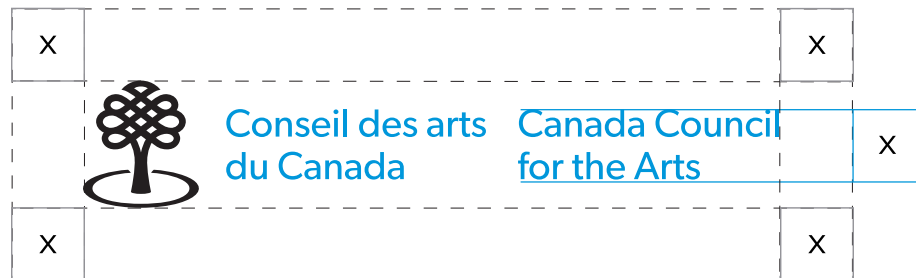 X X
Conseil des arts Canada Council
du Canada for the Arts
X
X X